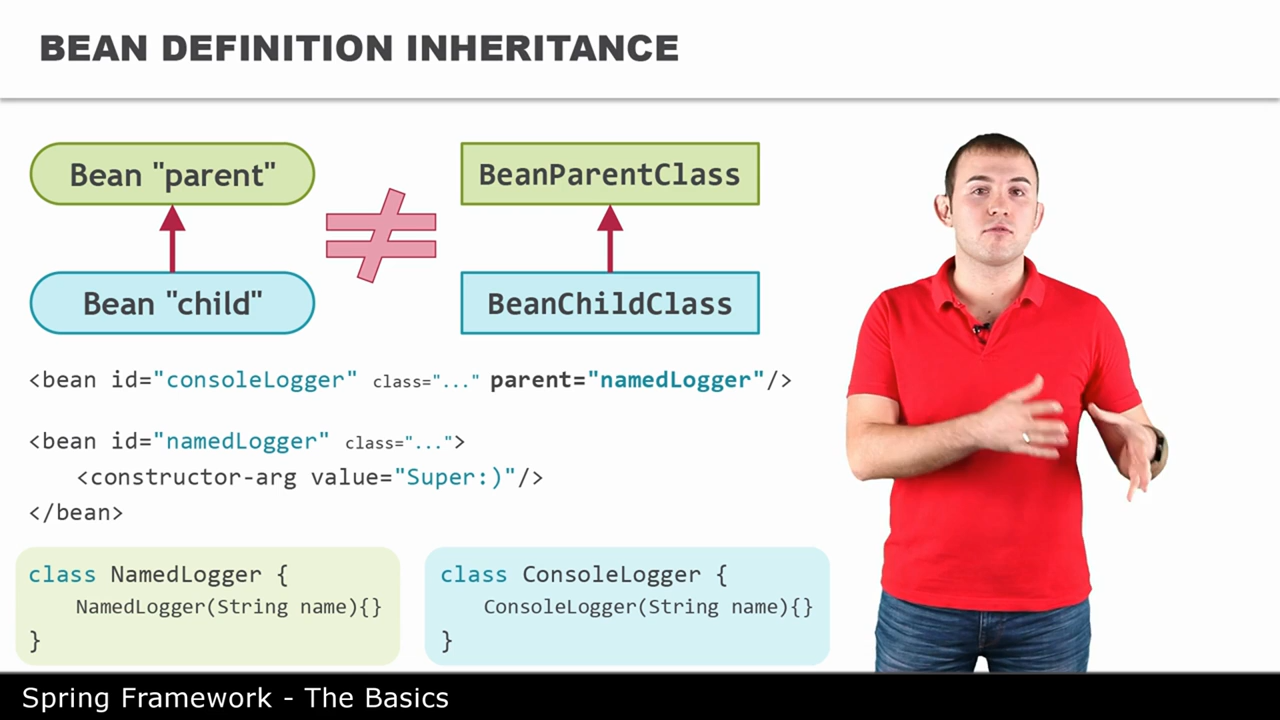 BEAN DEFINITION INHERITANCE
Bean "parent"
BeanParentClass
≠
Bean "child"
BeanChildClass
<bean id="consoleLogger" class="..." parent="namedLogger"/>
<bean id="namedLogger" class="...">
<constructor-arg value="Super:)"/>
</bean>
class NamedLogger {
NamedLogger(String name){}
}
class ConsoleLogger {
ConsoleLogger(String name){}
}
Spring Framework - The Basics